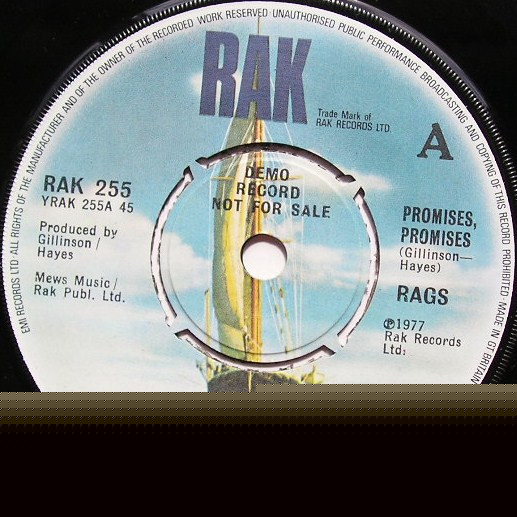 EMI RECORDS LTD ALL RIGHTS OF THE MANUFACTURER AND OF THE OWNER OF THE RECORDED WORK RESERVED · UNAUTHORISED PUBLIC PERFORMANCE BROADCASTING AND COPYING OF THIS RECORD PROHIBITED MADE IN GT BRITAIN
RAK
Trade Mark of
RAK RECORDS LTD.
A
DEMO
RECORD
NOT FOR SALE
RAK 255
YRAK 255A 45
Produced by
Gillinson /
Hayes
Mews Music /
Rak Publ. Ltd.
PROMISES,
PROMISES
(Gillinson—
Hayes)
RAGS
℗1977
Rak Records
Ltd: